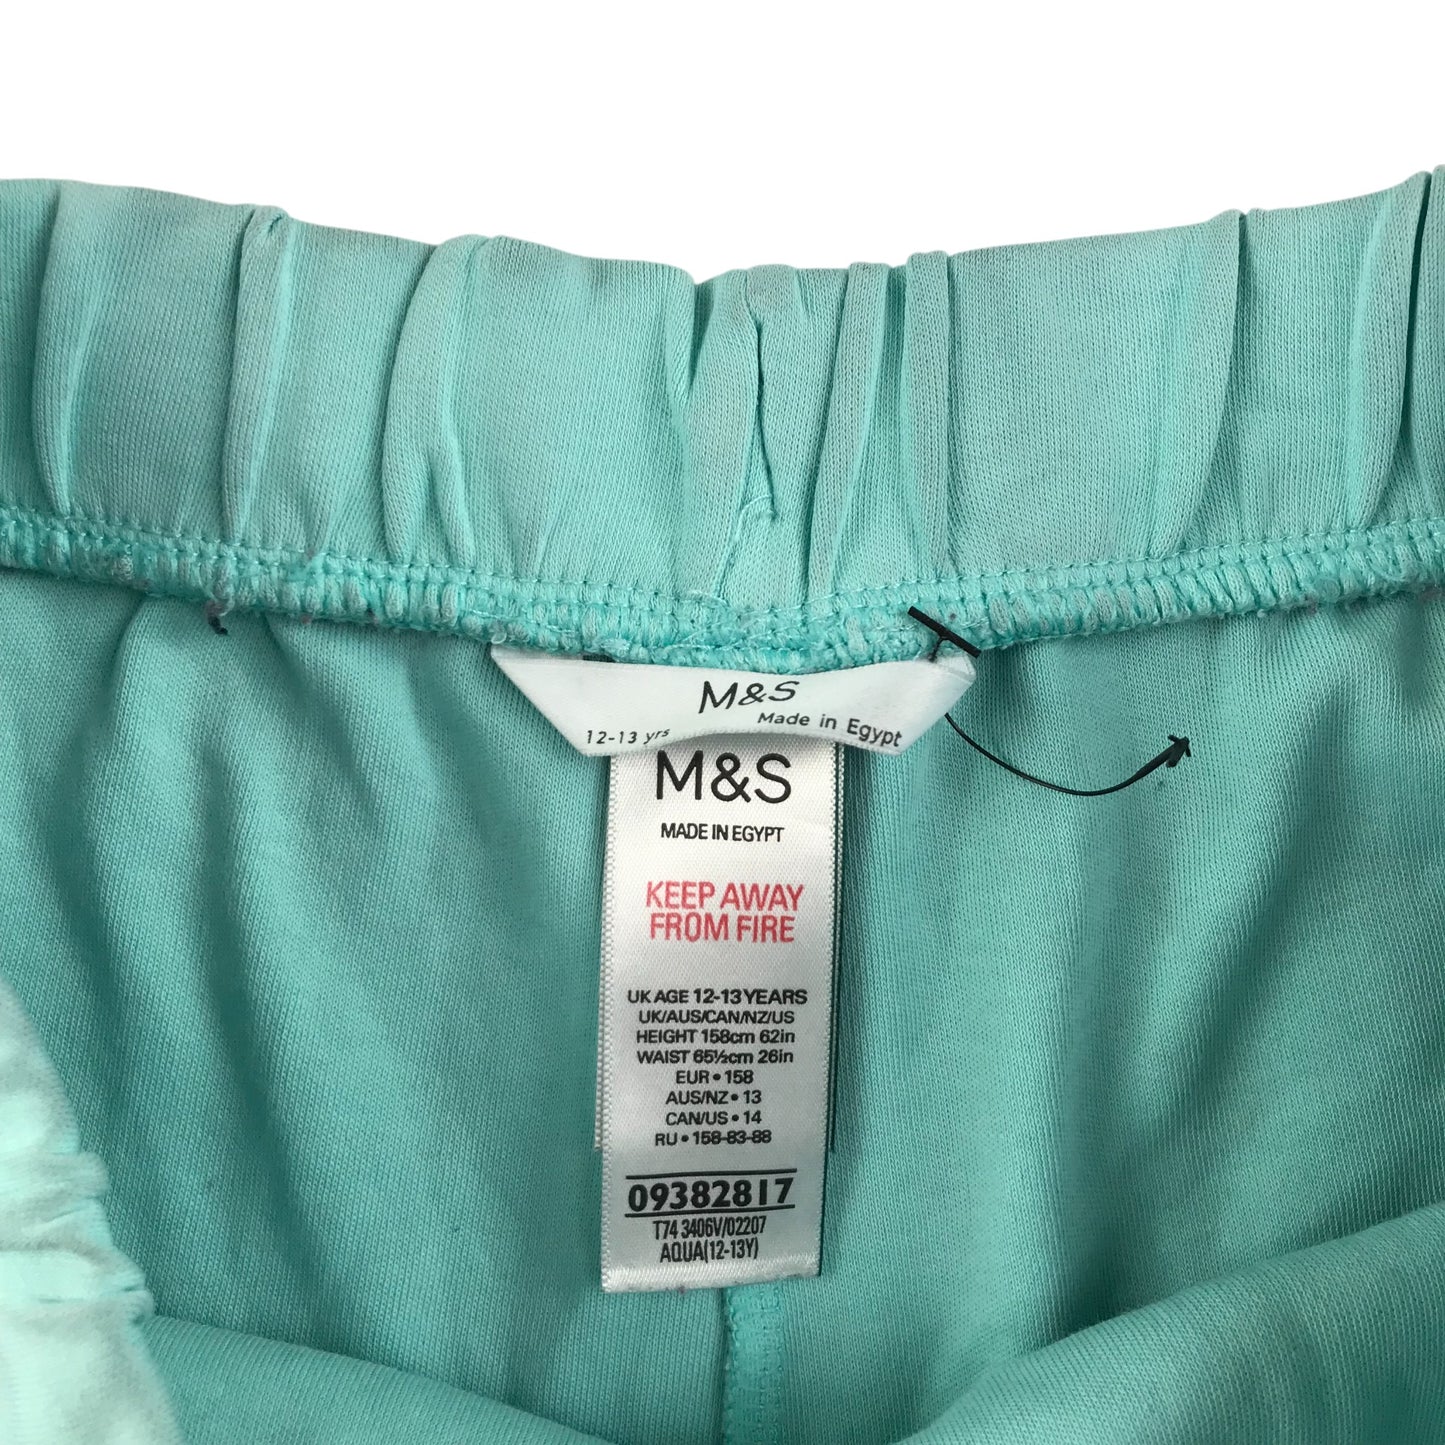 M&S
12-13 yrs
Made in Egypt
M&S
MADE IN EGYPT
KEEP AWAY
FROM FIRE
UK AGE 12-13 YEARS
UK/AUS/CAN/NZ/US
HEIGHT 158cm 62in
WAIST 65½cm 26in
EUR • 158
AUS/NZ • 13
CAN/US • 14
RU • 158-83-88
09382817
T74 3406V/02207
AQUA(12-13Y)